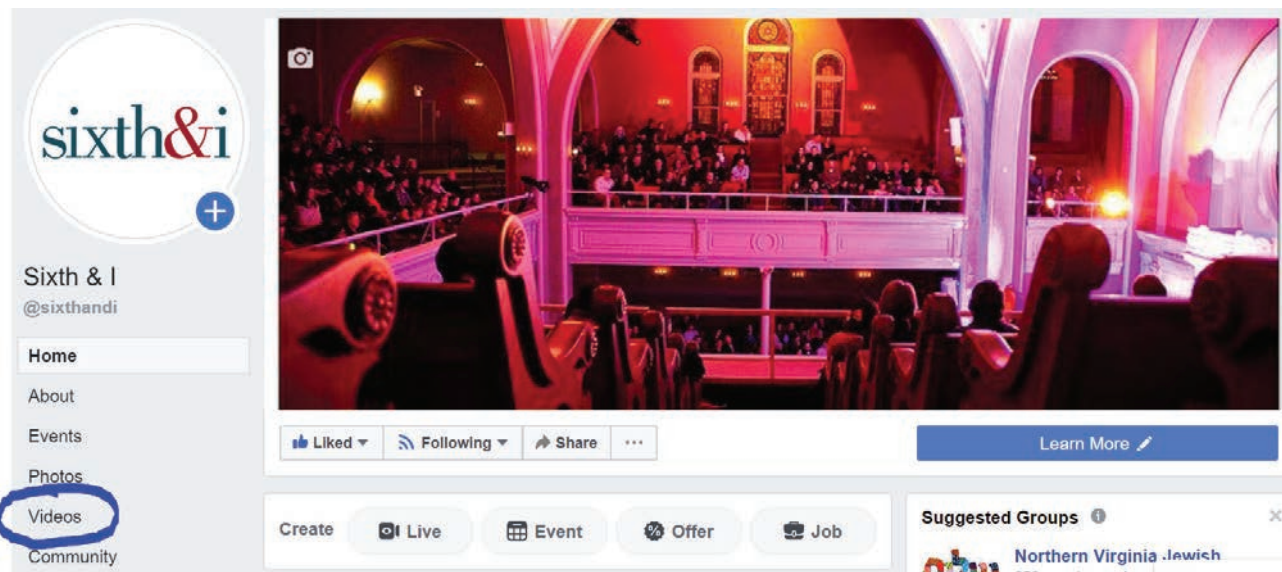 sixth&i
Sixth & I
@sixthandi
Home
About
Events
Photos
Videos
Community
Liked
Following
Share
...
Learn More
Create
Live
Event
Offer
Job
Suggested Groups
Northern Virginia Jewish